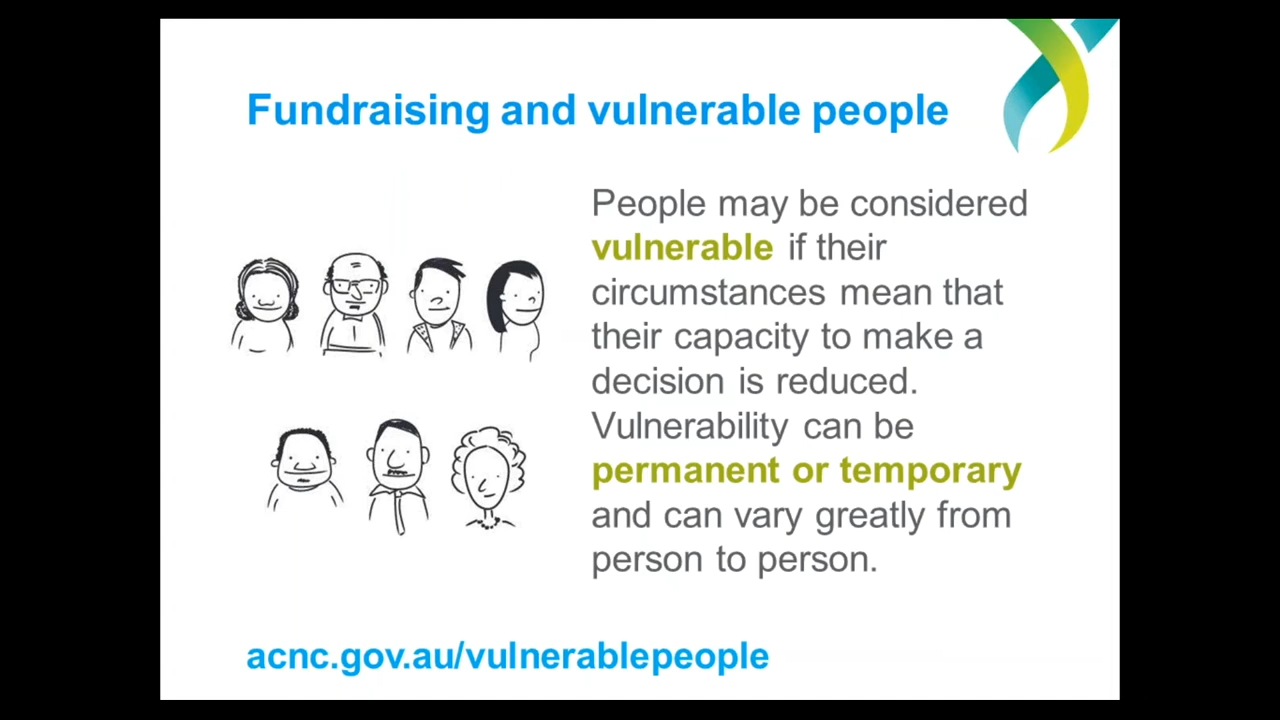 Fundraising and vulnerable people
People may be considered
vulnerable if their
circumstances mean that
their capacity to make a
decision is reduced.
Vulnerability can be
permanent or temporary
and can vary greatly from
person to person.
acnc.gov.au/vulnerablepeople